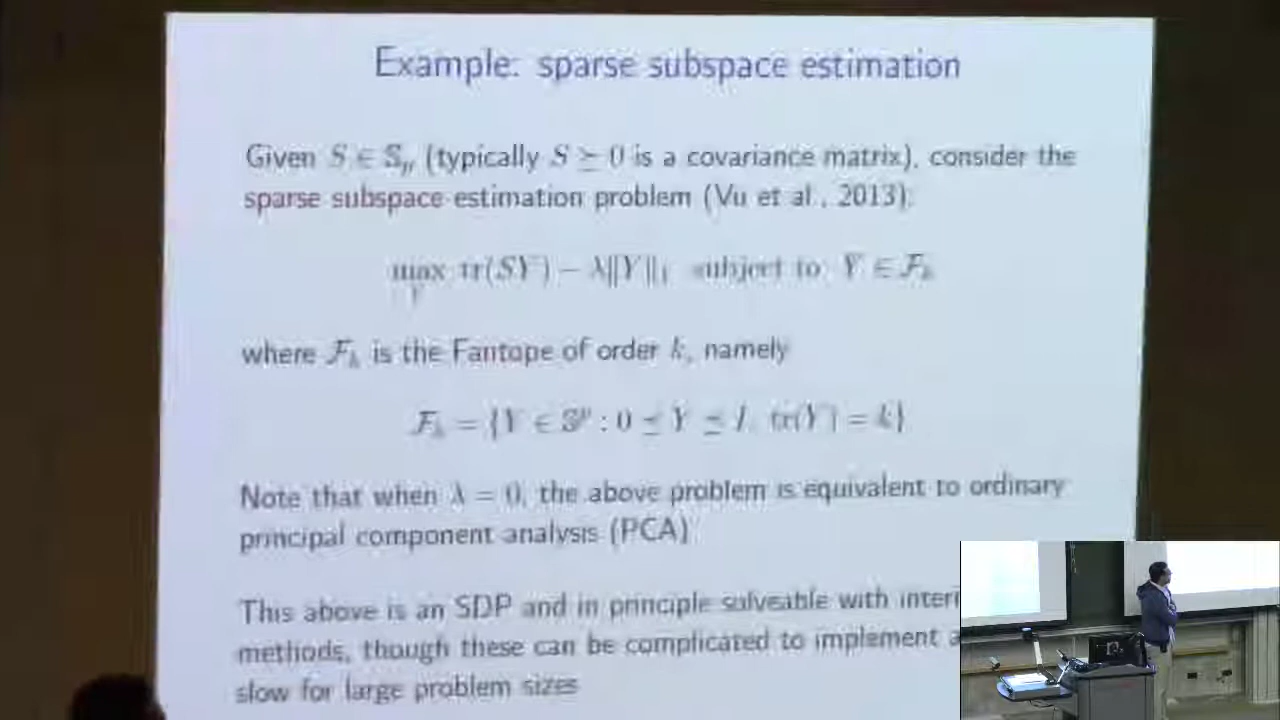 Example: sparse subspace estimation
Given S ∈ 𝕊ₚ (typically S ⪰ 0 is a covariance matrix), consider the
sparse subspace estimation problem (Vu et al., 2013):
max tr(SY) − λ‖Y‖₁ subject to Y ∈ ℱₖ
Y
where ℱₖ is the Fantope of order k, namely
ℱₖ = {Y ∈ 𝕊ᵖ : 0 ⪯ Y ⪯ I, tr(Y) = k}
Note that when λ = 0, the above problem is equivalent to ordinary
principal component analysis (PCA)
This above is an SDP and in principle solveable with interi
methods, though these can be complicated to implement a
slow for large problem sizes